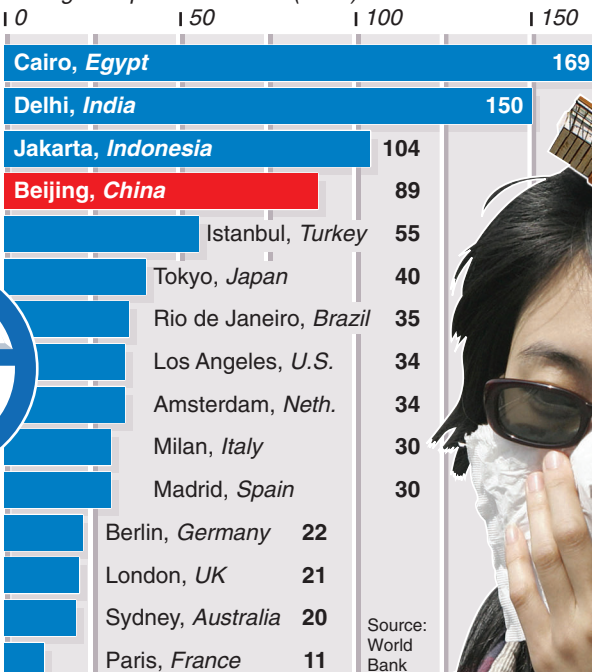 0 50 100 150
Cairo, Egypt 169
Delhi, India 150
Jakarta, Indonesia 104
Beijing, China 89
Istanbul, Turkey 55
Tokyo, Japan 40
Rio de Janeiro, Brazil 35
Los Angeles, U.S. 34
Amsterdam, Neth. 34
Milan, Italy 30
Madrid, Spain 30
Berlin, Germany 22
London, UK 21
Sydney, Australia 20
Paris, France 11
Source:
World
Bank